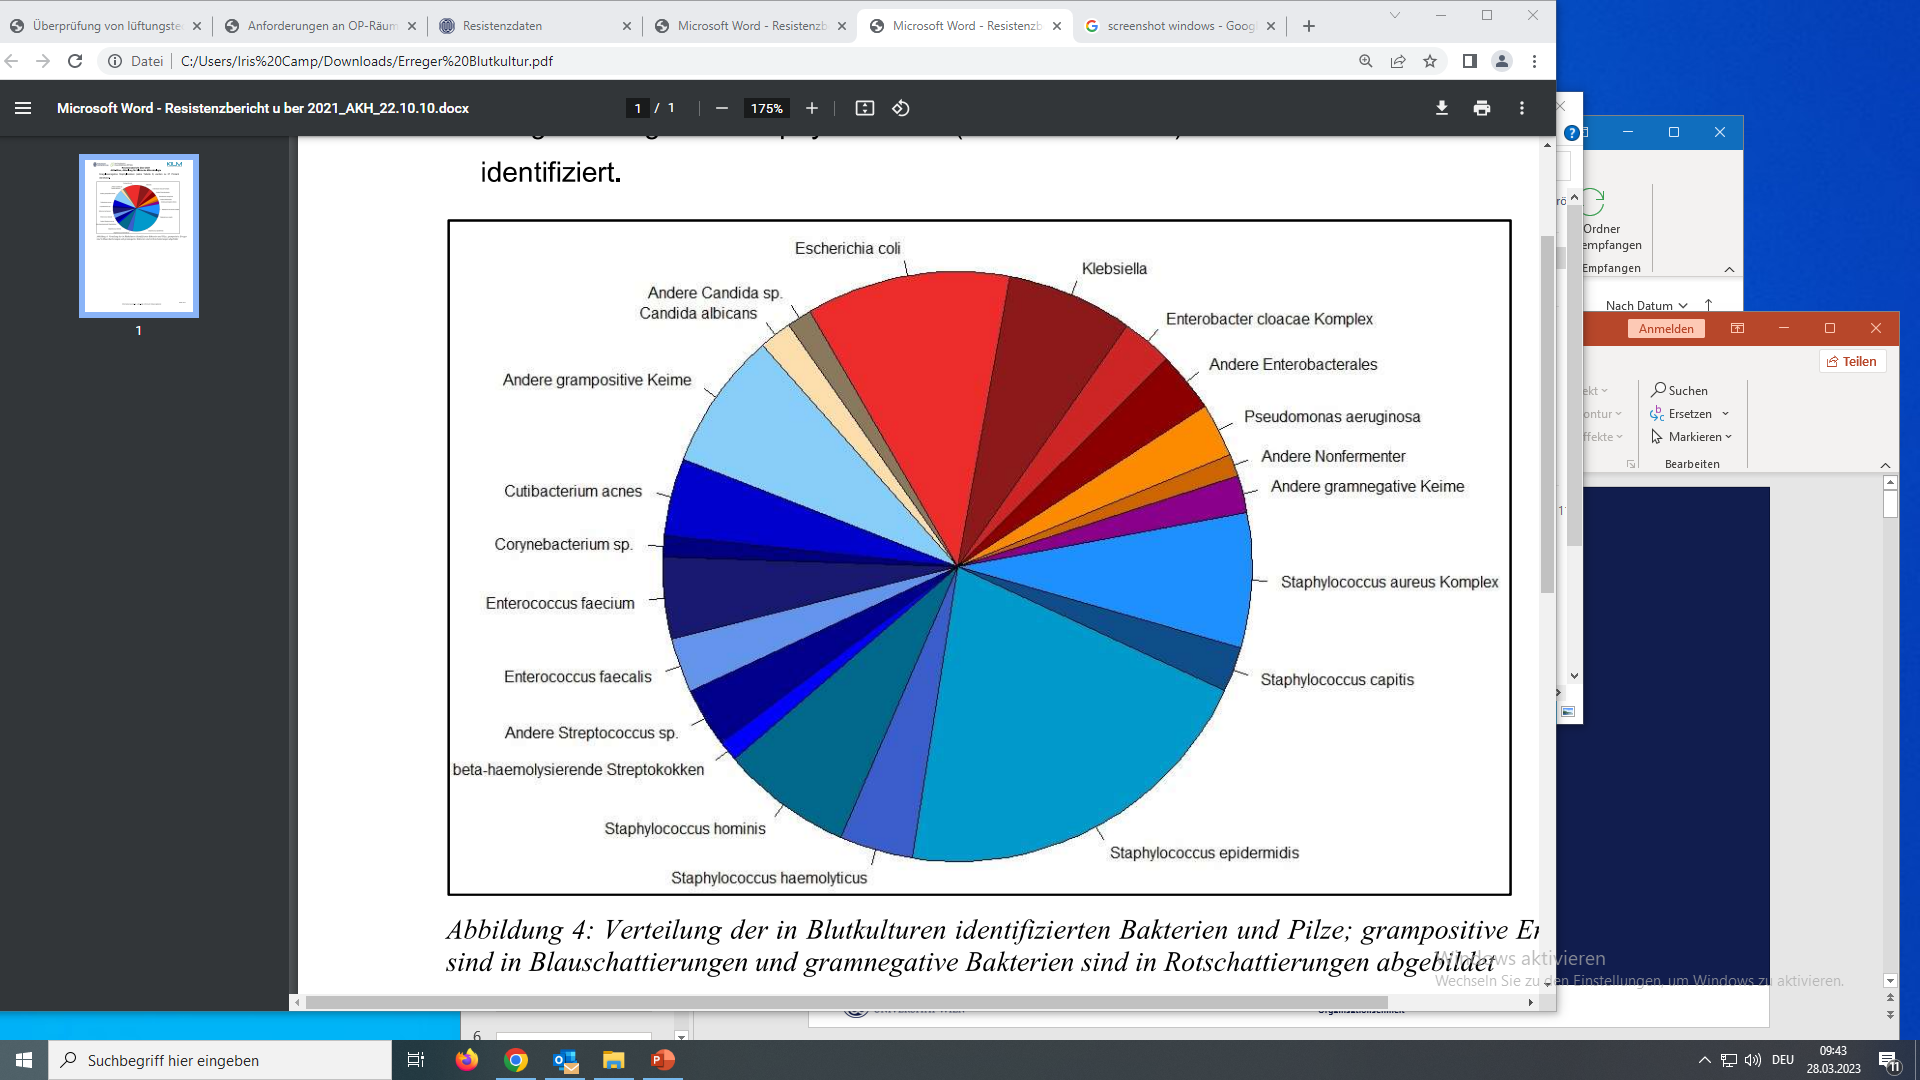 Überprüfung von lüftungste
Anforderungen an OP-Räum
Resistenzdaten
Microsoft Word - Resistenzb
Microsoft Word - Resistenzb
screenshot windows - Goog
Datei
C:/Users/Iris%20Camp/Downloads/Erreger%20Blutkultur.pdf
Microsoft Word - Resistenzbericht u ber 2021_AKH_22.10.10.docx
1 / 1
175%
1
identifiziert.
Escherichia coli
Klebsiella
Andere Candida sp.
Candida albicans
Enterobacter cloacae Komplex
Andere Enterobacterales
Andere grampositive Keime
Pseudomonas aeruginosa
Andere Nonfermenter
Andere gramnegative Keime
Cutibacterium acnes
Corynebacterium sp.
Staphylococcus aureus Komplex
Enterococcus faecium
Enterococcus faecalis
Staphylococcus capitis
Andere Streptococcus sp.
beta-haemolysierende Streptokokken
Staphylococcus hominis
Staphylococcus epidermidis
Staphylococcus haemolyticus
Abbildung 4: Verteilung der in Blutkulturen identifizierten Bakterien und Pilze; grampositive Er
sind in Blauschattierungen und gramnegative Bakterien sind in Rotschattierungen abgebildet
Ordner
empfangen
Empfangen
Nach Datum
Anmelden
Teilen
Suchen
Ersetzen
Markieren
Bearbeiten
Windows aktivieren
Wechseln Sie zu den Einstellungen, um Windows zu aktivieren.
6
Suchbegriff hier eingeben
DEU
09:43
28.03.2023
11